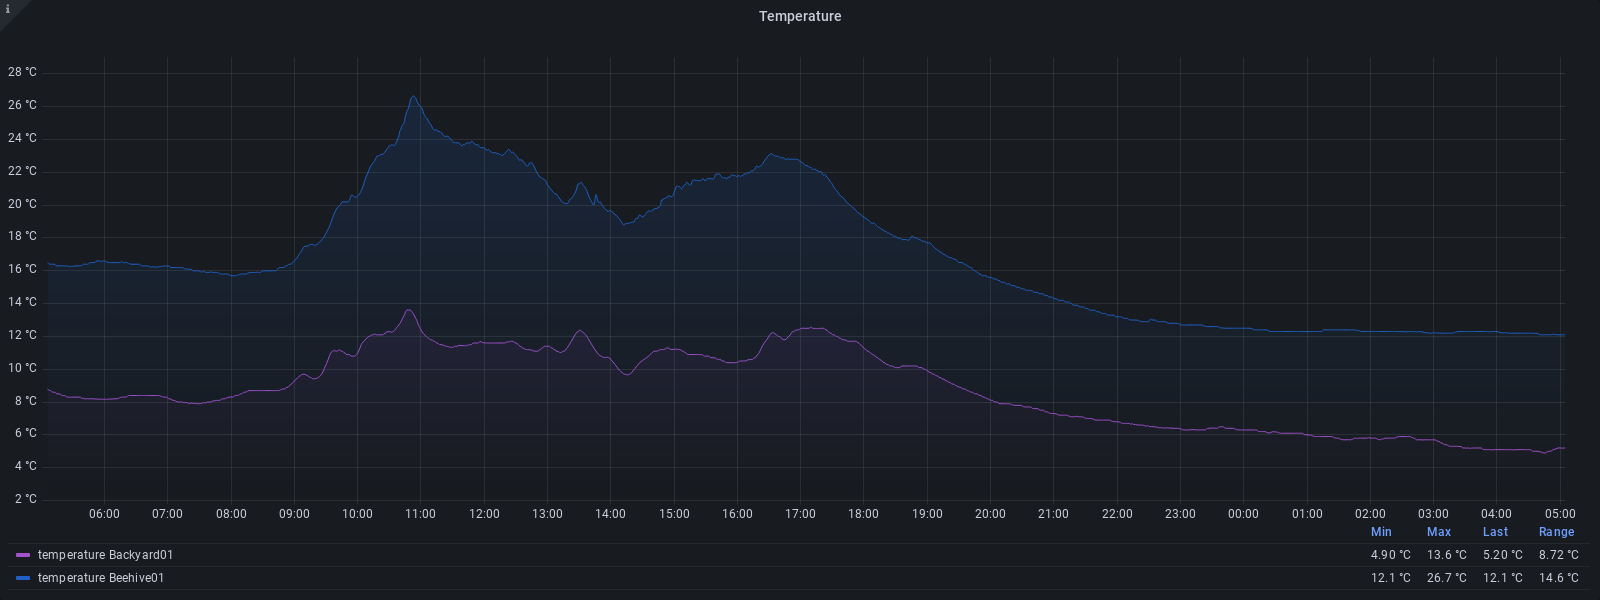 i
Temperature
28 °C
26 °C
24 °C
22 °C
20 °C
18 °C
16 °C
14 °C
12 °C
10 °C
8 °C
6 °C
4 °C
2 °C
06:00 07:00 08:00 09:00 10:00 11:00 12:00 13:00 14:00 15:00 16:00 17:00 18:00 19:00 20:00 21:00 22:00 23:00 00:00 01:00 02:00 03:00 04:00 05:00
Min Max Last Range
temperature Backyard01 4.90 °C 13.6 °C 5.20 °C 8.72 °C
temperature Beehive01 12.1 °C 26.7 °C 12.1 °C 14.6 °C